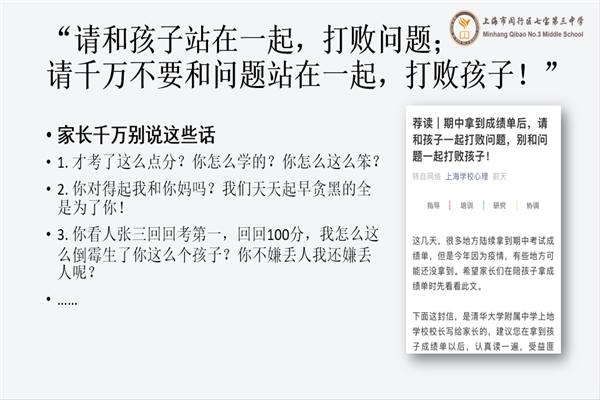 “请和孩子站在一起，打败问题；
上海市闵行区七宝第三中学
Minhang Qibao No.3 Middle School
请千万不要和问题站在一起，打败孩子！”
• 家长千万别说这些话
• 1. 才考了这么点分？你怎么学的？你怎么这么笨？
• 2. 你对得起我和你妈吗？我们天天起早贪黑的全
是为了你！
• 3. 你看人张三回回考第一，回回100分，我怎么这
么倒霉生了你这么个孩子？你不嫌丢人我还嫌丢
人呢？
• ……
荐读｜期中拿到成绩单后，请
和孩子一起打败问题，别和问
题一起打败孩子！
转自网络 上海学校心理 前天
指导 | 培训 | 研究 | 协调
这几天，很多地方陆续拿到期中考试成
绩单，但是今年因为疫情，有些地方可
能还没拿到。希望家长们在陪孩子拿成
绩单时先看看此文。
下面这封信，是清华大学附属中学上地
学校校长写给家长的，建议您在拿到孩
子成绩单以后，认真读一遍，受益匪